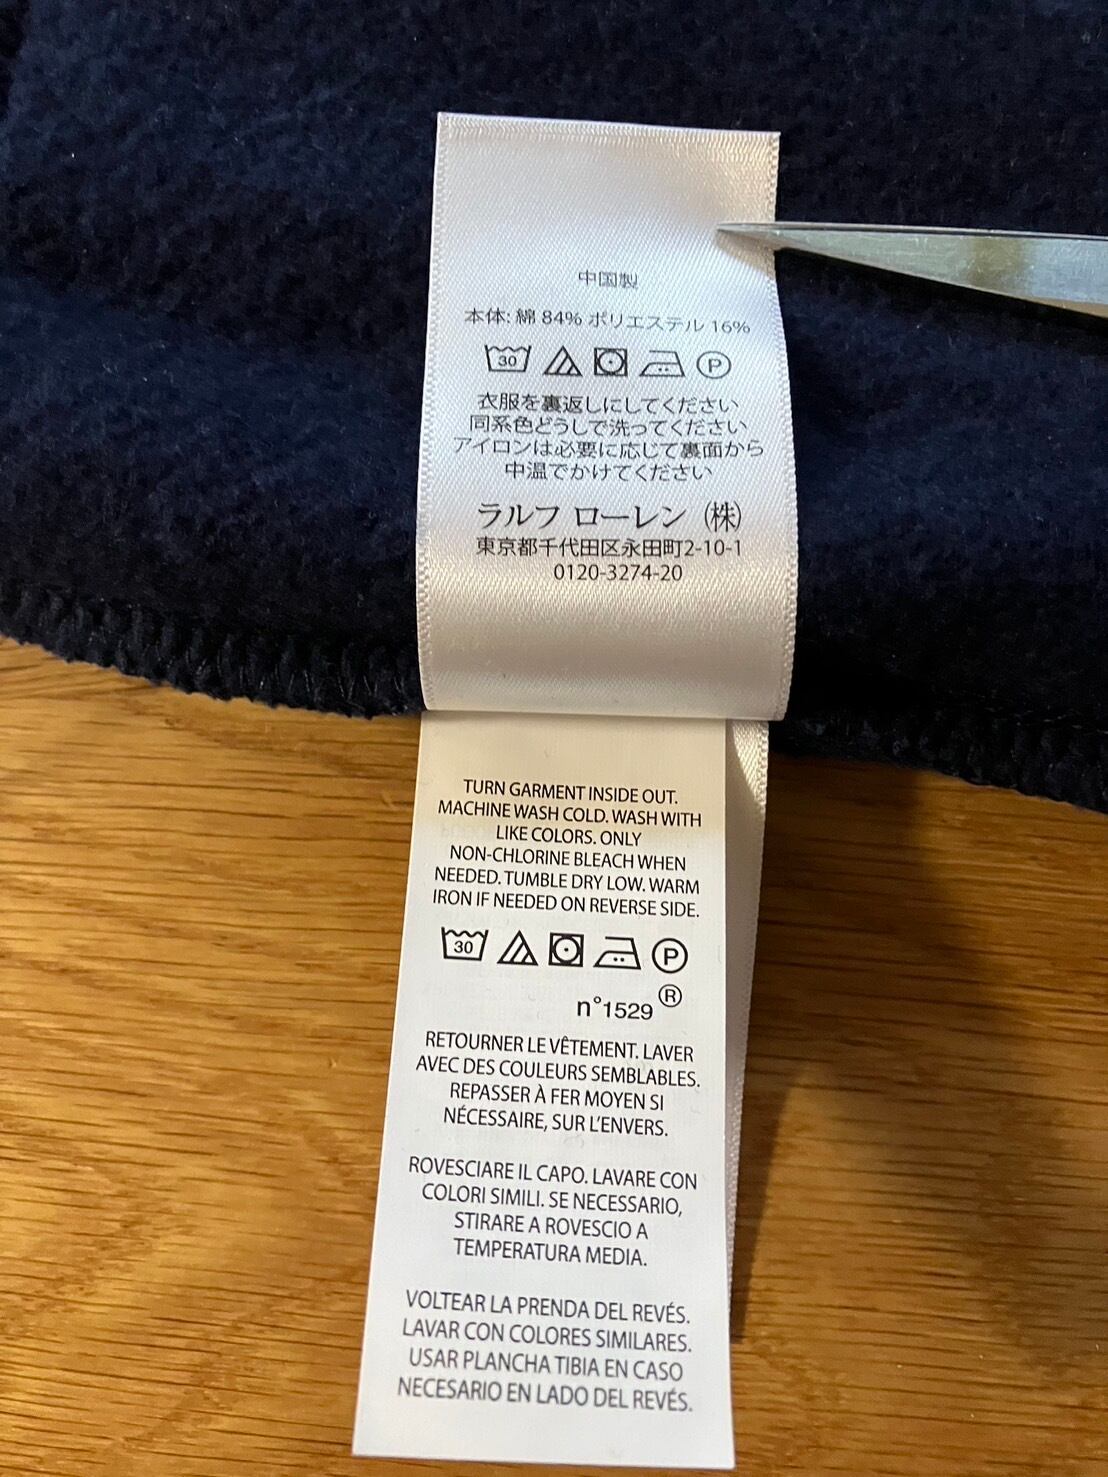 中国製
本体: 綿 84% ポリエステル 16%
30 P
衣服を裏返しにしてください
同系色どうしで洗ってください
アイロンは必要に応じて裏面から
中温でかけてください
ラルフ ローレン (株)
東京都千代田区永田町2-10-1
0120-3274-20
TURN GARMENT INSIDE OUT.
MACHINE WASH COLD. WASH WITH
LIKE COLORS. ONLY
NON-CHLORINE BLEACH WHEN
NEEDED. TUMBLE DRY LOW. WARM
IRON IF NEEDED ON REVERSE SIDE.
30 P
n°1529 ®
RETOURNER LE VÊTEMENT. LAVER
AVEC DES COULEURS SEMBLABLES.
REPASSER À FER MOYEN SI
NÉCESSAIRE, SUR L'ENVERS.
ROVESCIARE IL CAPO. LAVARE CON
COLORI SIMILI. SE NECESSARIO,
STIRARE A ROVESCIO A
TEMPERATURA MEDIA.
VOLTEAR LA PRENDA DEL REVÉS.
LAVAR CON COLORES SIMILARES.
USAR PLANCHA TIBIA EN CASO
NECESARIO EN LADO DEL REVÉS.